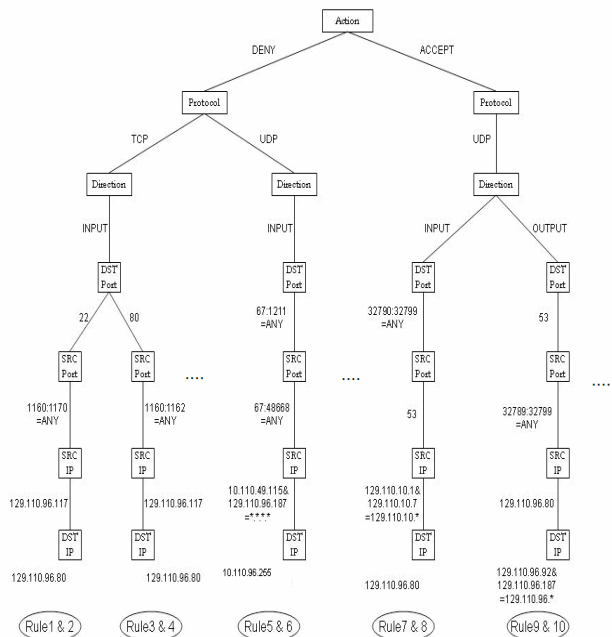 Action
DENY
ACCEPT
Protocol
Protocol
TCP
UDP
UDP
Direction
Direction
Direction
INPUT
INPUT
INPUT
OUTPUT
DST
Port
DST
Port
DST
Port
DST
Port
22
80
67:1211
=ANY
32790:32799
=ANY
53
SRC
Port
SRC
Port
SRC
Port
SRC
Port
SRC
Port
....
....
....
1160:1170
=ANY
1160:1162
=ANY
67:48668
=ANY
53
32789:32799
=ANY
SRC
IP
SRC
IP
SRC
IP
SRC
IP
SRC
IP
129.110.96.117
129.110.96.117
10.110.49.115&
129.110.96.187
=*.*.*.*
129.110.10.1&
129.110.10.7
=129.110.10.*
129.110.96.80
DST
IP
DST
IP
DST
IP
DST
IP
DST
IP
129.110.96.80
129.110.96.80
10.110.96.255
129.110.96.80
129.110.96.92&
129.110.96.187
=129.110.96.*
Rule1 & 2
Rule3 & 4
Rule5 & 6
Rule7 & 8
Rule9 & 10